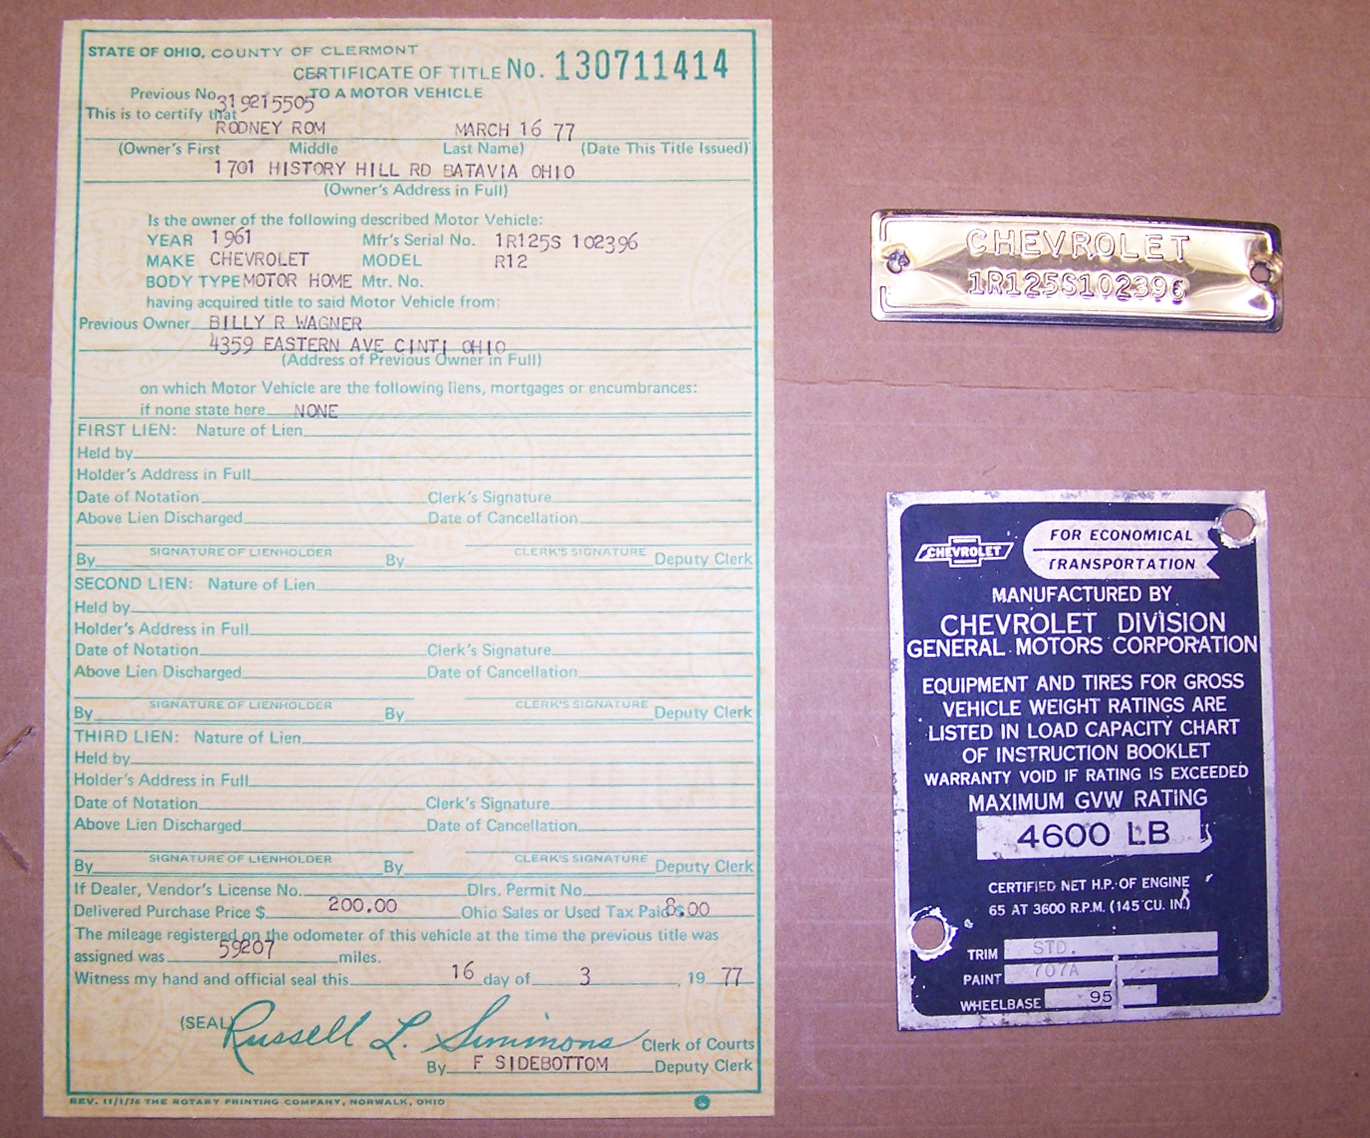 STATE OF OHIO, COUNTY OF CLERMONT
CERTIFICATE OF TITLE No. 130711414
Previous No. 319215505 TO A MOTOR VEHICLE
This is to certify that
RODNEY ROM MARCH 16 77
(Owner's First Middle Last Name) (Date This Title Issued)
1701 HISTORY HILL RD BATAVIA OHIO
(Owner's Address in Full)
Is the owner of the following described Motor Vehicle:
YEAR 1961 Mfr's Serial No. 1R125S 102396
MAKE CHEVROLET MODEL R12
BODY TYPE MOTOR HOME Mtr. No.
having acquired title to said Motor Vehicle from:
Previous Owner BILLY R WAGNER
4359 EASTERN AVE CINTI OHIO
(Address of Previous Owner in Full)
on which Motor Vehicle are the following liens, mortgages or encumbrances:
if none state here NONE
FIRST LIEN: Nature of Lien
Held by
Holder's Address in Full
Date of Notation Clerk's Signature
Above Lien Discharged Date of Cancellation
By SIGNATURE OF LIENHOLDER By CLERK'S SIGNATURE Deputy Clerk
SECOND LIEN: Nature of Lien
Held by
Holder's Address in Full
Date of Notation Clerk's Signature
Above Lien Discharged Date of Cancellation
By SIGNATURE OF LIENHOLDER By CLERK'S SIGNATURE Deputy Clerk
THIRD LIEN: Nature of Lien
Held by
Holder's Address in Full
Date of Notation Clerk's Signature
Above Lien Discharged Date of Cancellation
By SIGNATURE OF LIENHOLDER By CLERK'S SIGNATURE Deputy Clerk
If Dealer, Vendor's License No. Dlrs. Permit No.
Delivered Purchase Price $ 200.00 Ohio Sales or Used Tax Paid $ 8.00
The mileage registered on the odometer of this vehicle at the time the previous title was
assigned was 59207 miles.
Witness my hand and official seal this 16 day of 3, 19 77
(SEAL) Russell L. Simmons Clerk of Courts
By F SIDEBOTTOM Deputy Clerk
REV. 11/1/76 THE ROTARY PRINTING COMPANY, NORWALK, OHIO
CHEVROLET
1R125S102396
CHEVROLET
FOR ECONOMICAL
TRANSPORTATION
MANUFACTURED BY
CHEVROLET DIVISION
GENERAL MOTORS CORPORATION
EQUIPMENT AND TIRES FOR GROSS
VEHICLE WEIGHT RATINGS ARE
LISTED IN LOAD CAPACITY CHART
OF INSTRUCTION BOOKLET
WARRANTY VOID IF RATING IS EXCEEDED
MAXIMUM GVW RATING
4600 LB
CERTIFIED NET H.P. OF ENGINE
65 AT 3600 R.P.M. (145 CU. IN.)
TRIM STD.
PAINT 707A
WHEELBASE 95